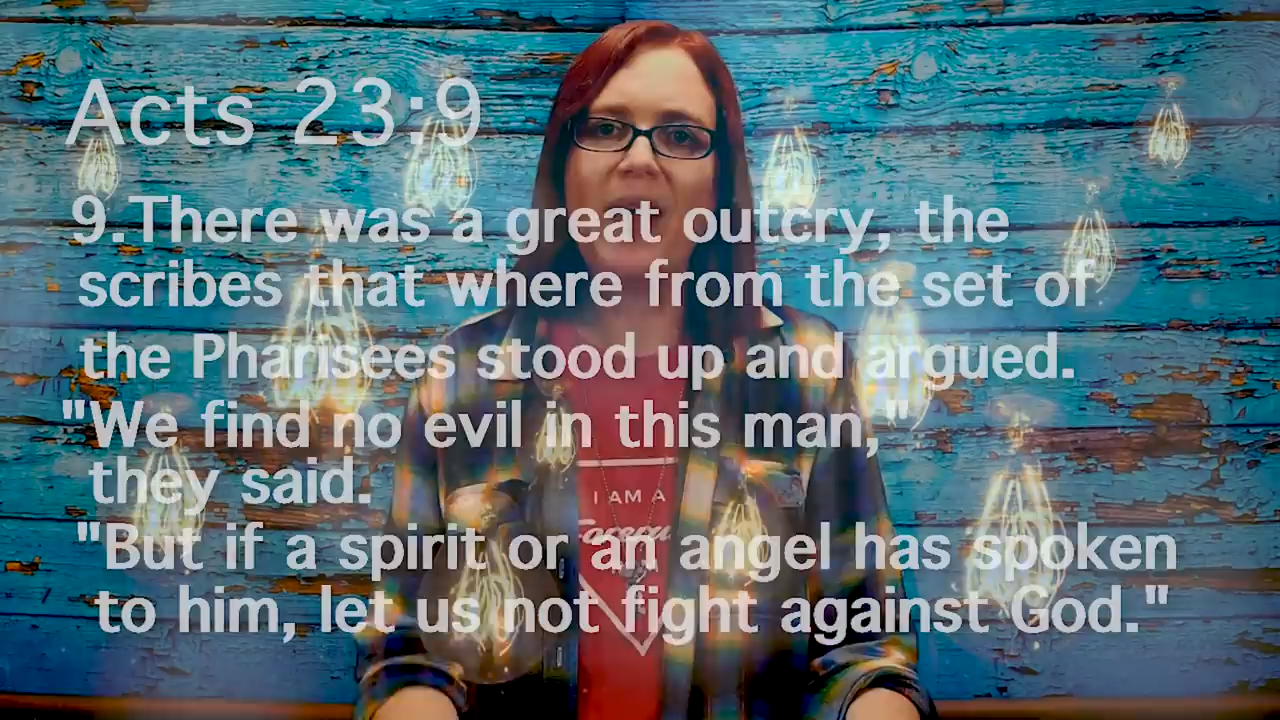 Acts 23:9
9.There was a great outcry, the
scribes that where from the set of
the Pharisees stood up and argued.
"We find no evil in this man,"
they said.
"But if a spirit or an angel has spoken
to him, let us not fight against God."
I AM A